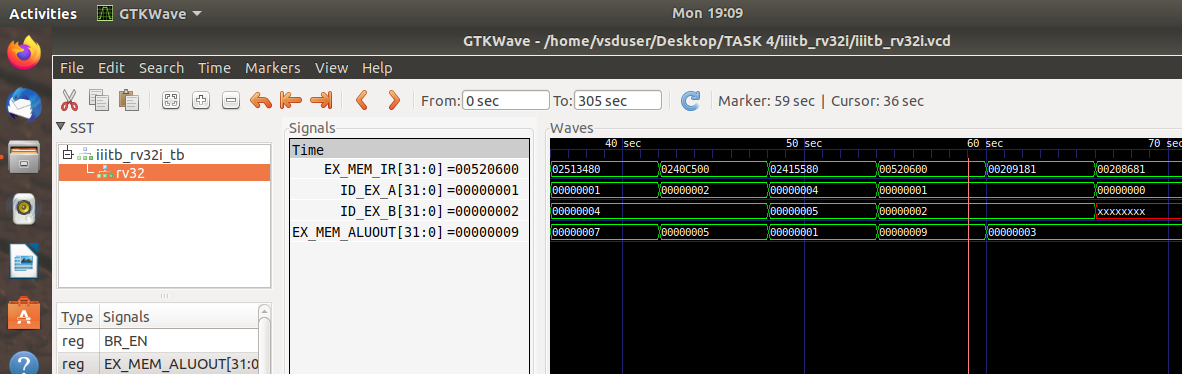 Activities GTKWave Mon 19:09
GTKWave - /home/vsduser/Desktop/TASK 4/iiitb_rv32i/iiitb_rv32i.vcd
File Edit Search Time Markers View Help
From: 0 sec To: 305 sec Marker: 59 sec | Cursor: 36 sec
SST
iiitb_rv32i_tb
rv32
Type Signals
reg BR_EN
reg EX_MEM_ALUOUT[31:0
Signals
Time
EX_MEM_IR[31:0] =00520600
ID_EX_A[31:0] =00000001
ID_EX_B[31:0] =00000002
EX_MEM_ALUOUT[31:0] =00000009
Waves
40 sec 50 sec 60 sec 70 sec
02513480 0240C500 02415580 00520600 00209181 00208681
00000001 00000002 00000004 00000001 00000000
00000004 00000005 00000002 xxxxxxxx
00000007 00000005 00000001 00000009 00000003